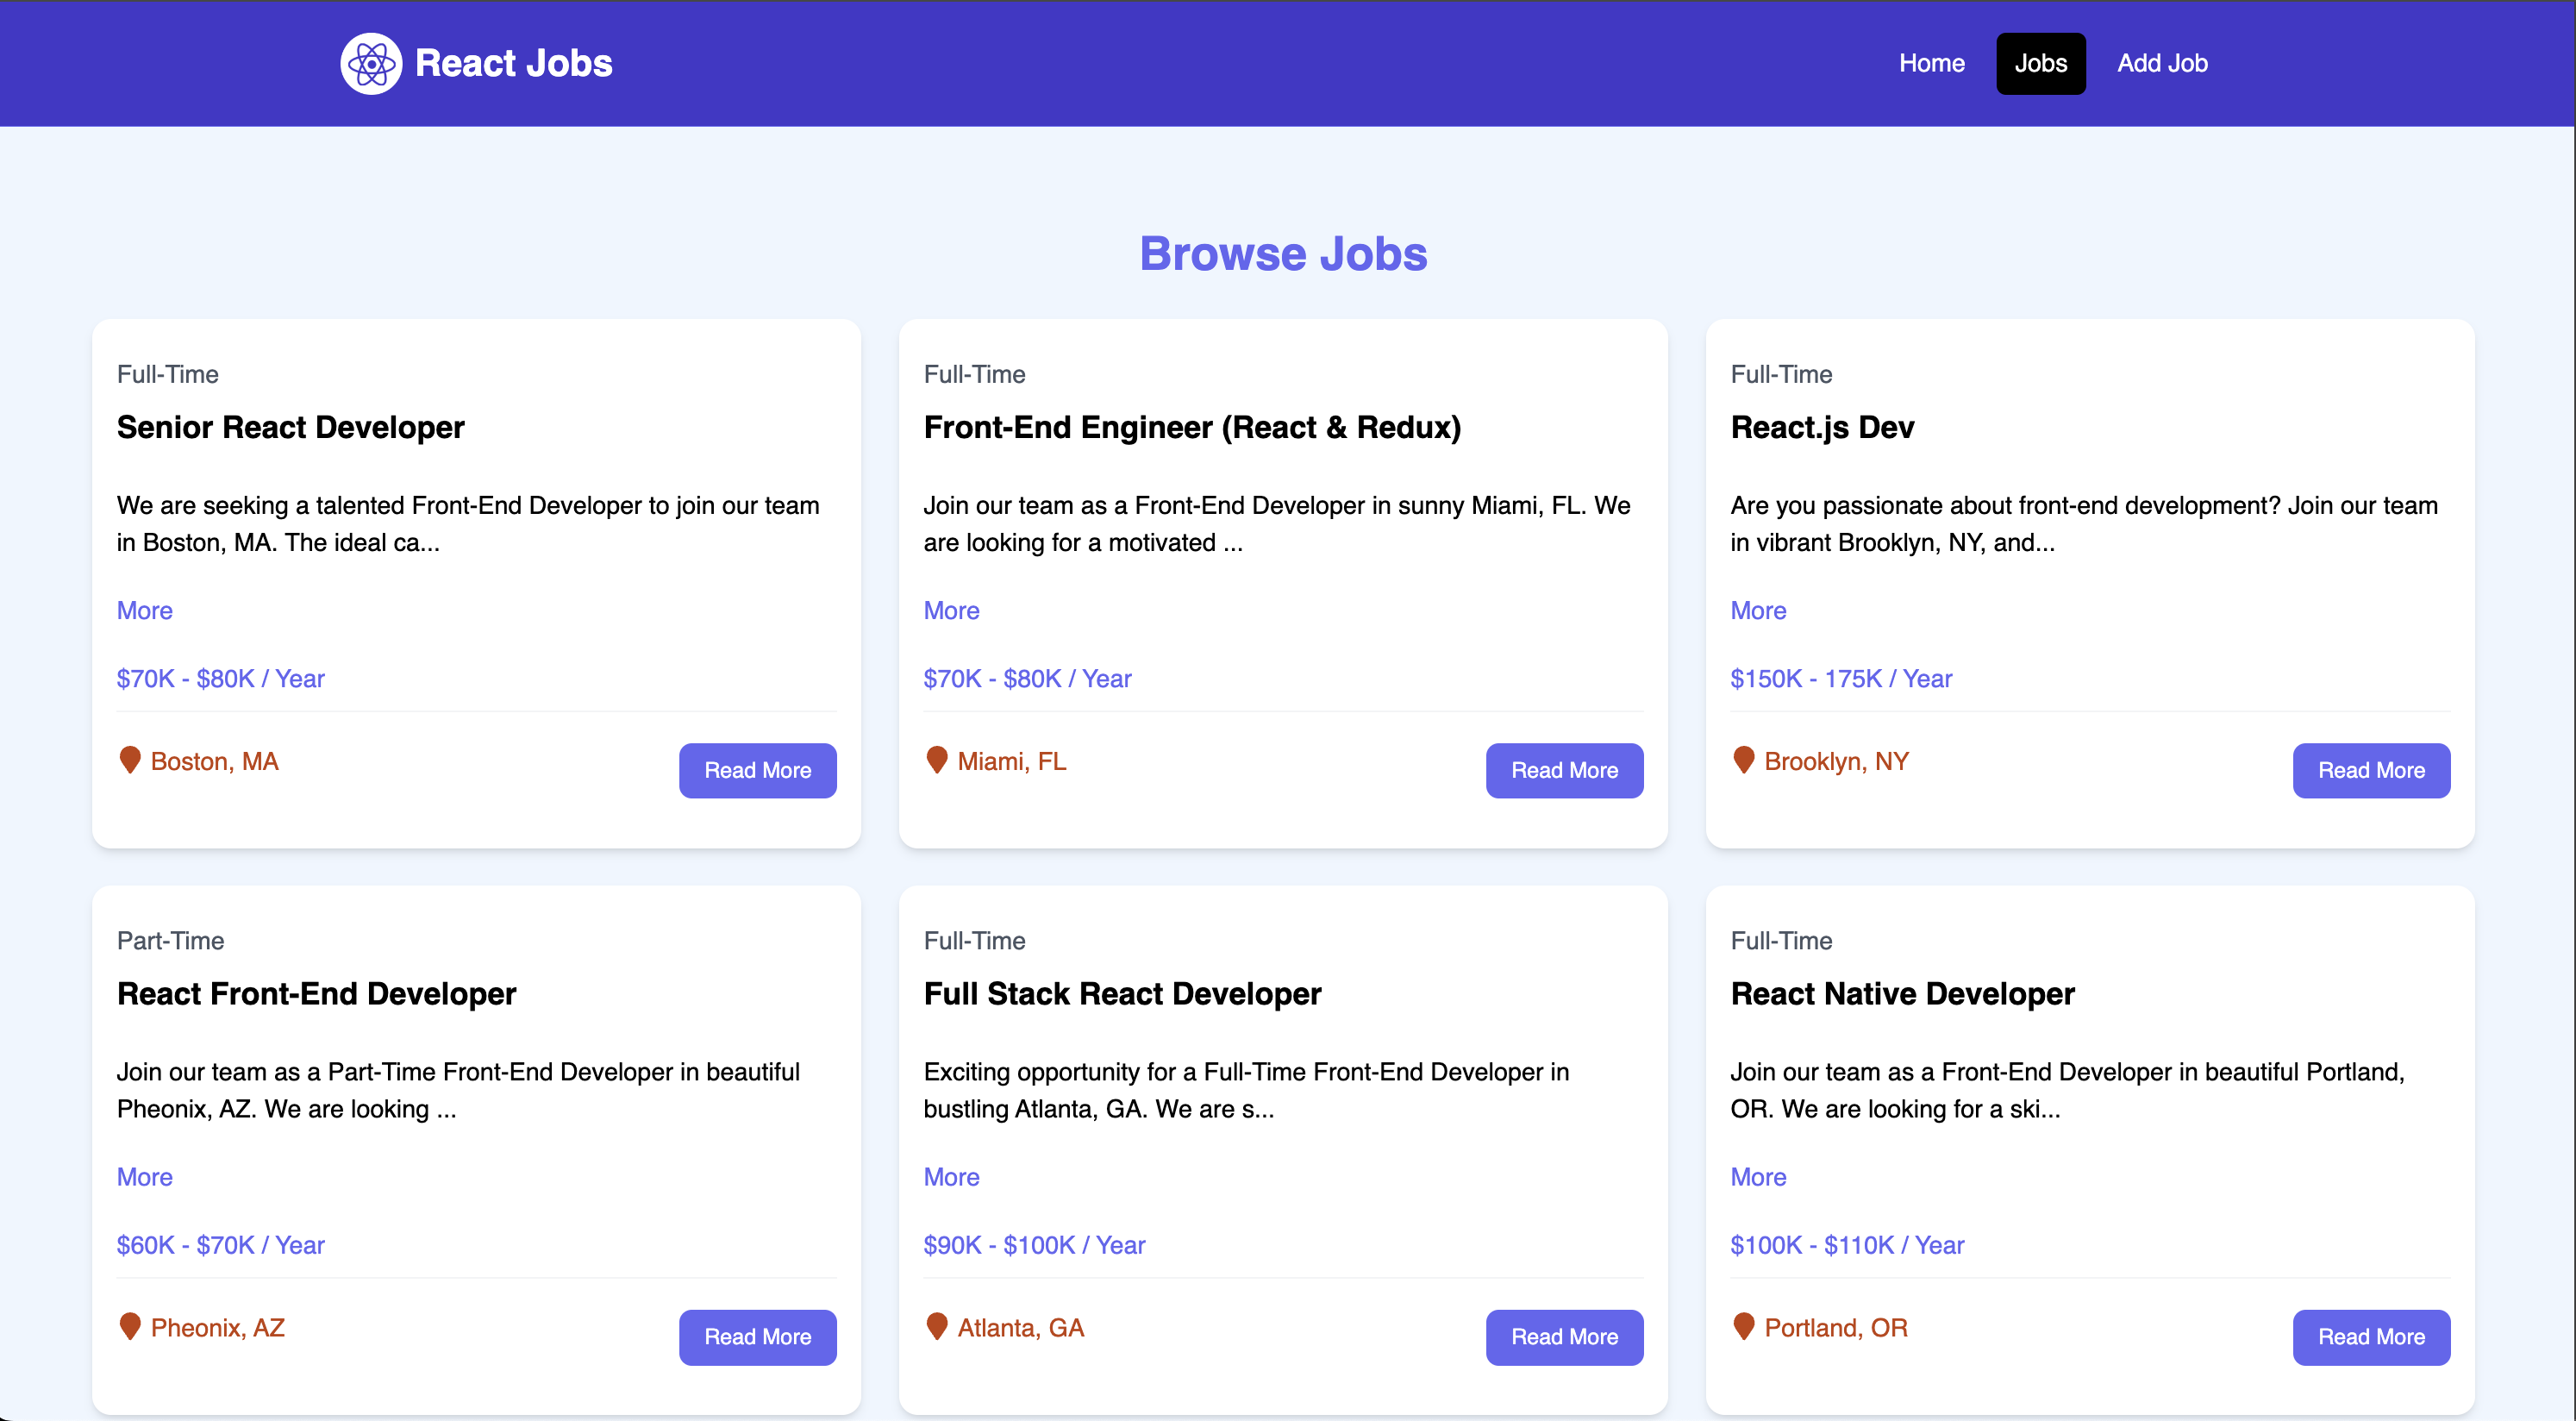 React Jobs
Home
Jobs
Add Job
Browse Jobs
Full-Time
Senior React Developer
We are seeking a talented Front-End Developer to join our team
in Boston, MA. The ideal ca...
More
$70K - $80K / Year
Boston, MA
Read More
Full-Time
Front-End Engineer (React & Redux)
Join our team as a Front-End Developer in sunny Miami, FL. We
are looking for a motivated ...
More
$70K - $80K / Year
Miami, FL
Read More
Full-Time
React.js Dev
Are you passionate about front-end development? Join our team
in vibrant Brooklyn, NY, and...
More
$150K - 175K / Year
Brooklyn, NY
Read More
Part-Time
React Front-End Developer
Join our team as a Part-Time Front-End Developer in beautiful
Pheonix, AZ. We are looking ...
More
$60K - $70K / Year
Pheonix, AZ
Read More
Full-Time
Full Stack React Developer
Exciting opportunity for a Full-Time Front-End Developer in
bustling Atlanta, GA. We are s...
More
$90K - $100K / Year
Atlanta, GA
Read More
Full-Time
React Native Developer
Join our team as a Front-End Developer in beautiful Portland,
OR. We are looking for a ski...
More
$100K - $110K / Year
Portland, OR
Read More